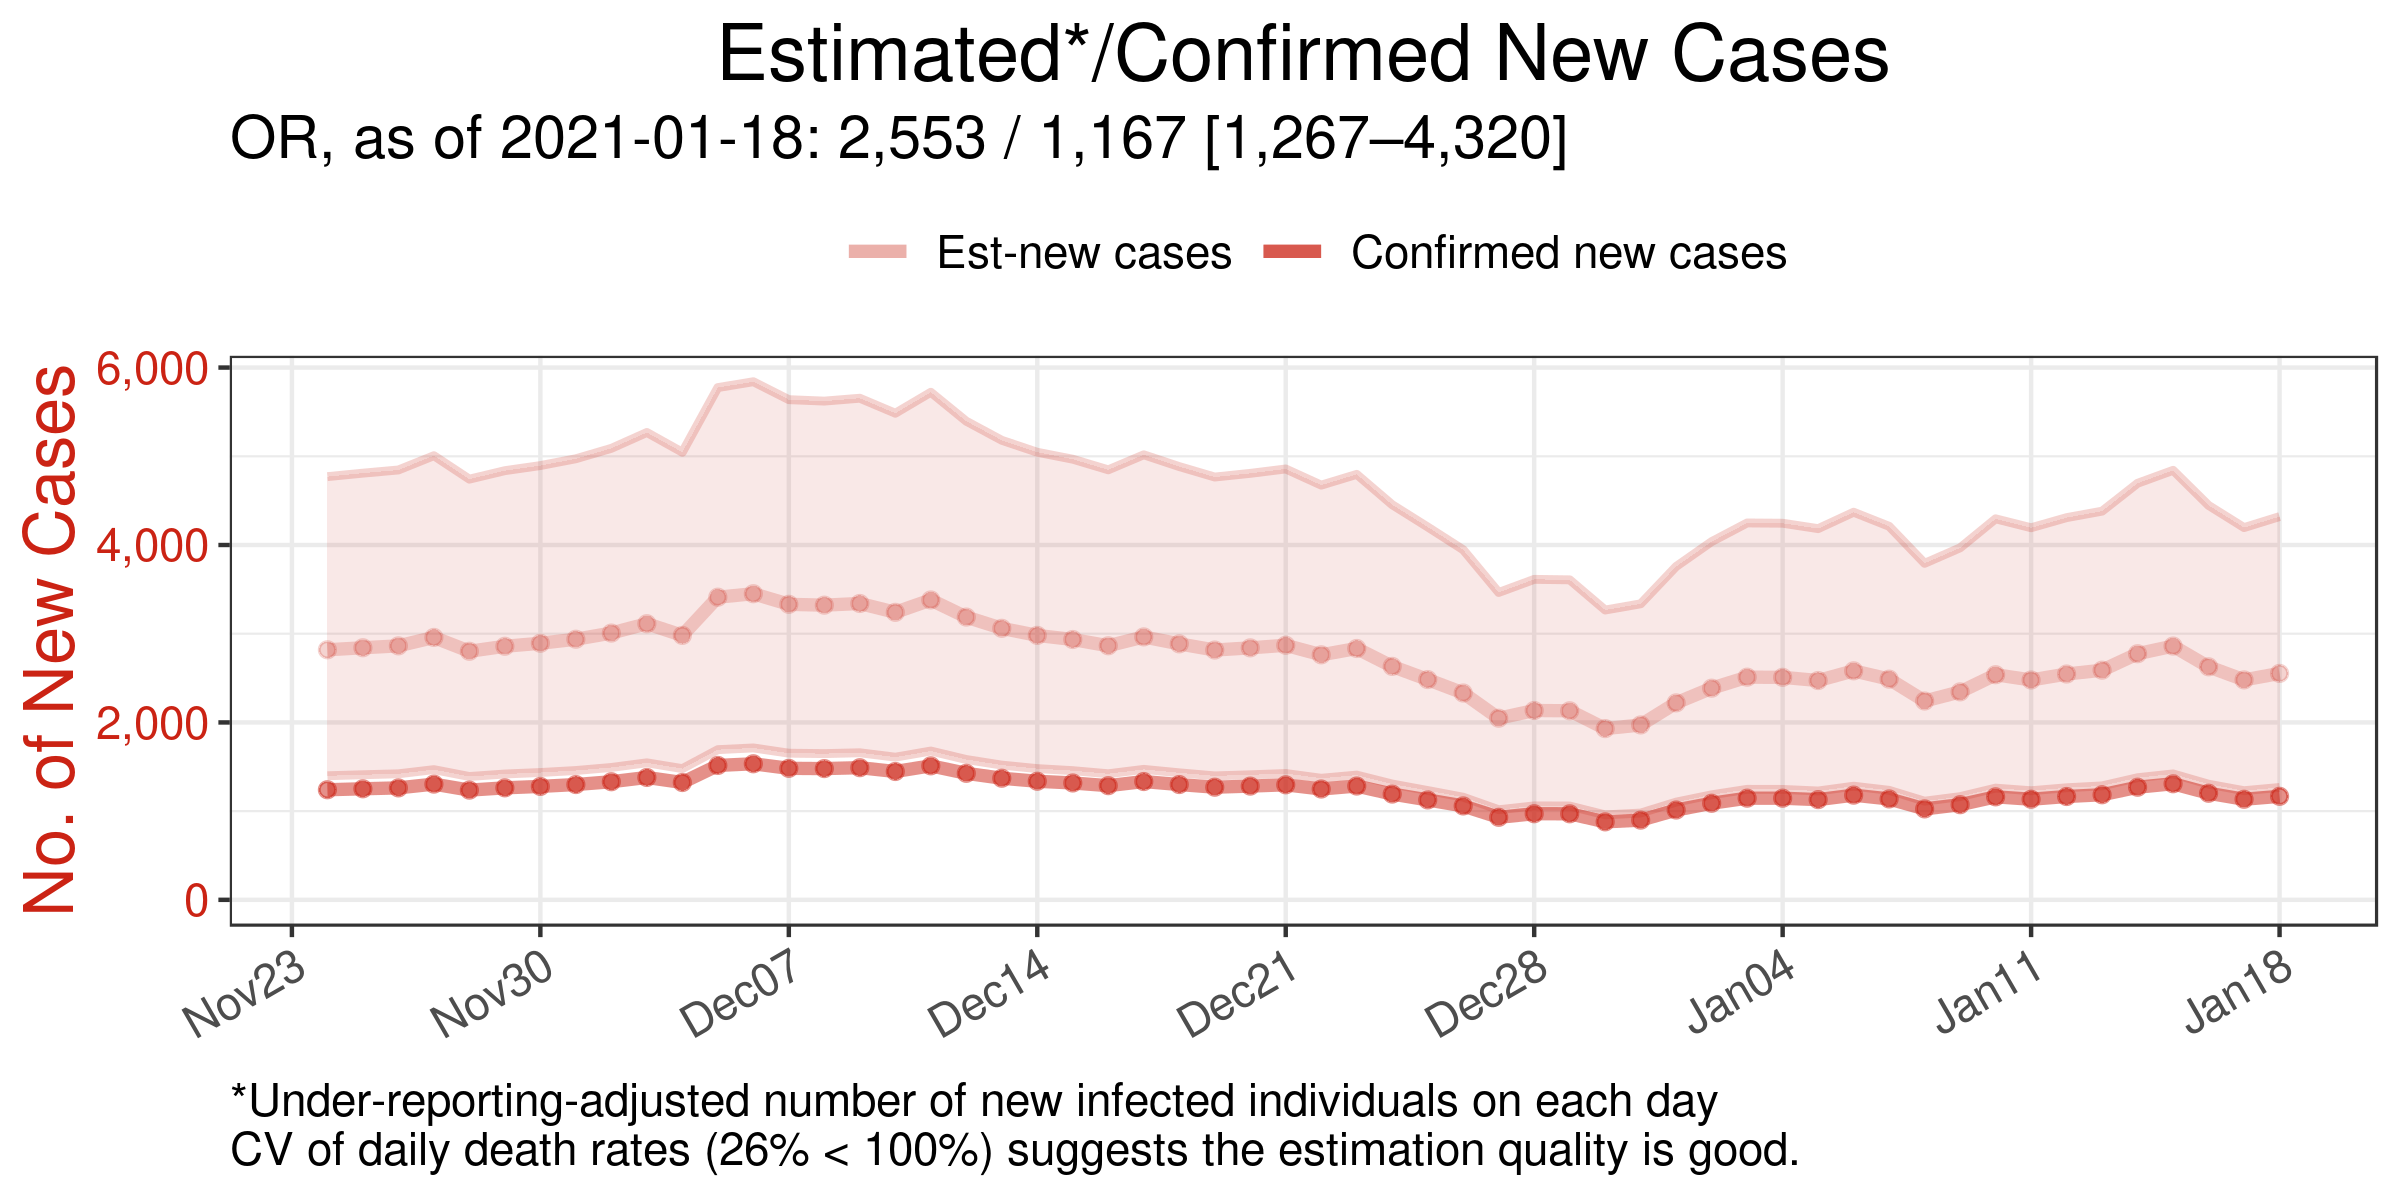 Estimated*/Confirmed New Cases
OR, as of 2021-01-18: 2,553 / 1,167 [1,267–4,320]
Est-new cases
Confirmed new cases
No. of New Cases
6,000
4,000
2,000
0
Nov23
Nov30
Dec07
Dec14
Dec21
Dec28
Jan04
Jan11
Jan18
*Under-reporting-adjusted number of new infected individuals on each day
CV of daily death rates (26% < 100%) suggests the estimation quality is good.